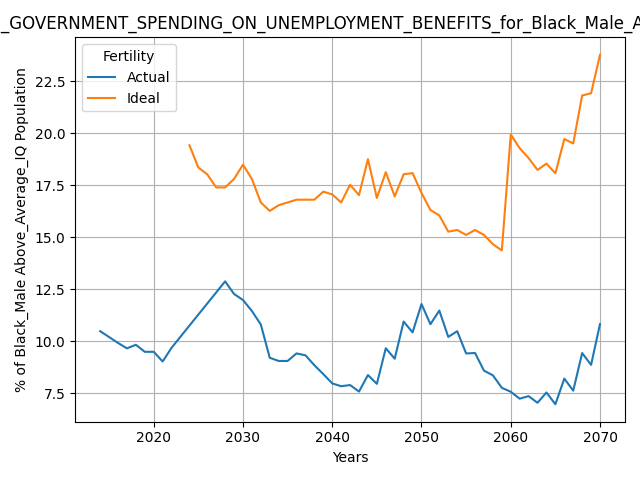 _GOVERNMENT_SPENDING_ON_UNEMPLOYMENT_BENEFITS_for_Black_Male_A
Fertility
Actual
Ideal
% of Black_Male Above_Average_IQ Population
22.5
20.0
17.5
15.0
12.5
10.0
7.5
2020 2030 2040 2050 2060 2070
Years